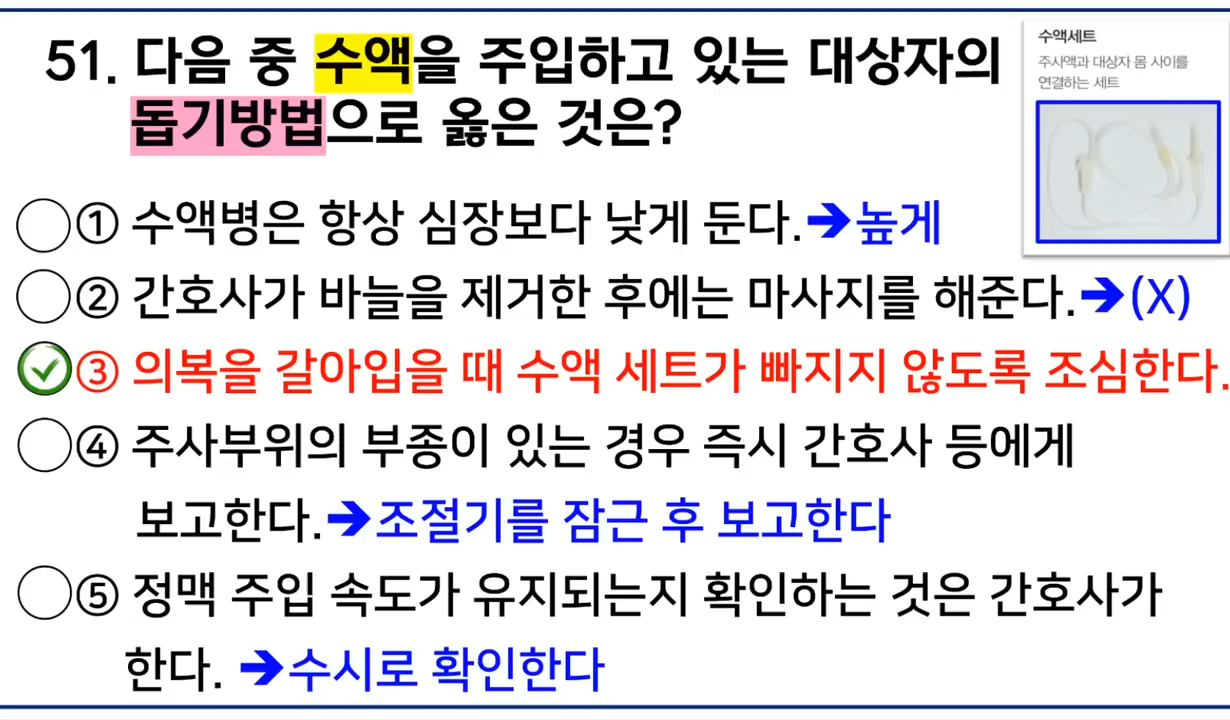 51. 다음 중 수액을 주입하고 있는 대상자의
돕기방법으로 옳은 것은?
수액세트
주사액과 대상자 몸 사이를
연결하는 세트
① 수액병은 항상 심장보다 낮게 둔다.➔높게
② 간호사가 바늘을 제거한 후에는 마사지를 해준다.➔(X)
③ 의복을 갈아입을 때 수액 세트가 빠지지 않도록 조심한다.
④ 주사부위의 부종이 있는 경우 즉시 간호사 등에게
보고한다.➔조절기를 잠근 후 보고한다
⑤ 정맥 주입 속도가 유지되는지 확인하는 것은 간호사가
한다. ➔수시로 확인한다